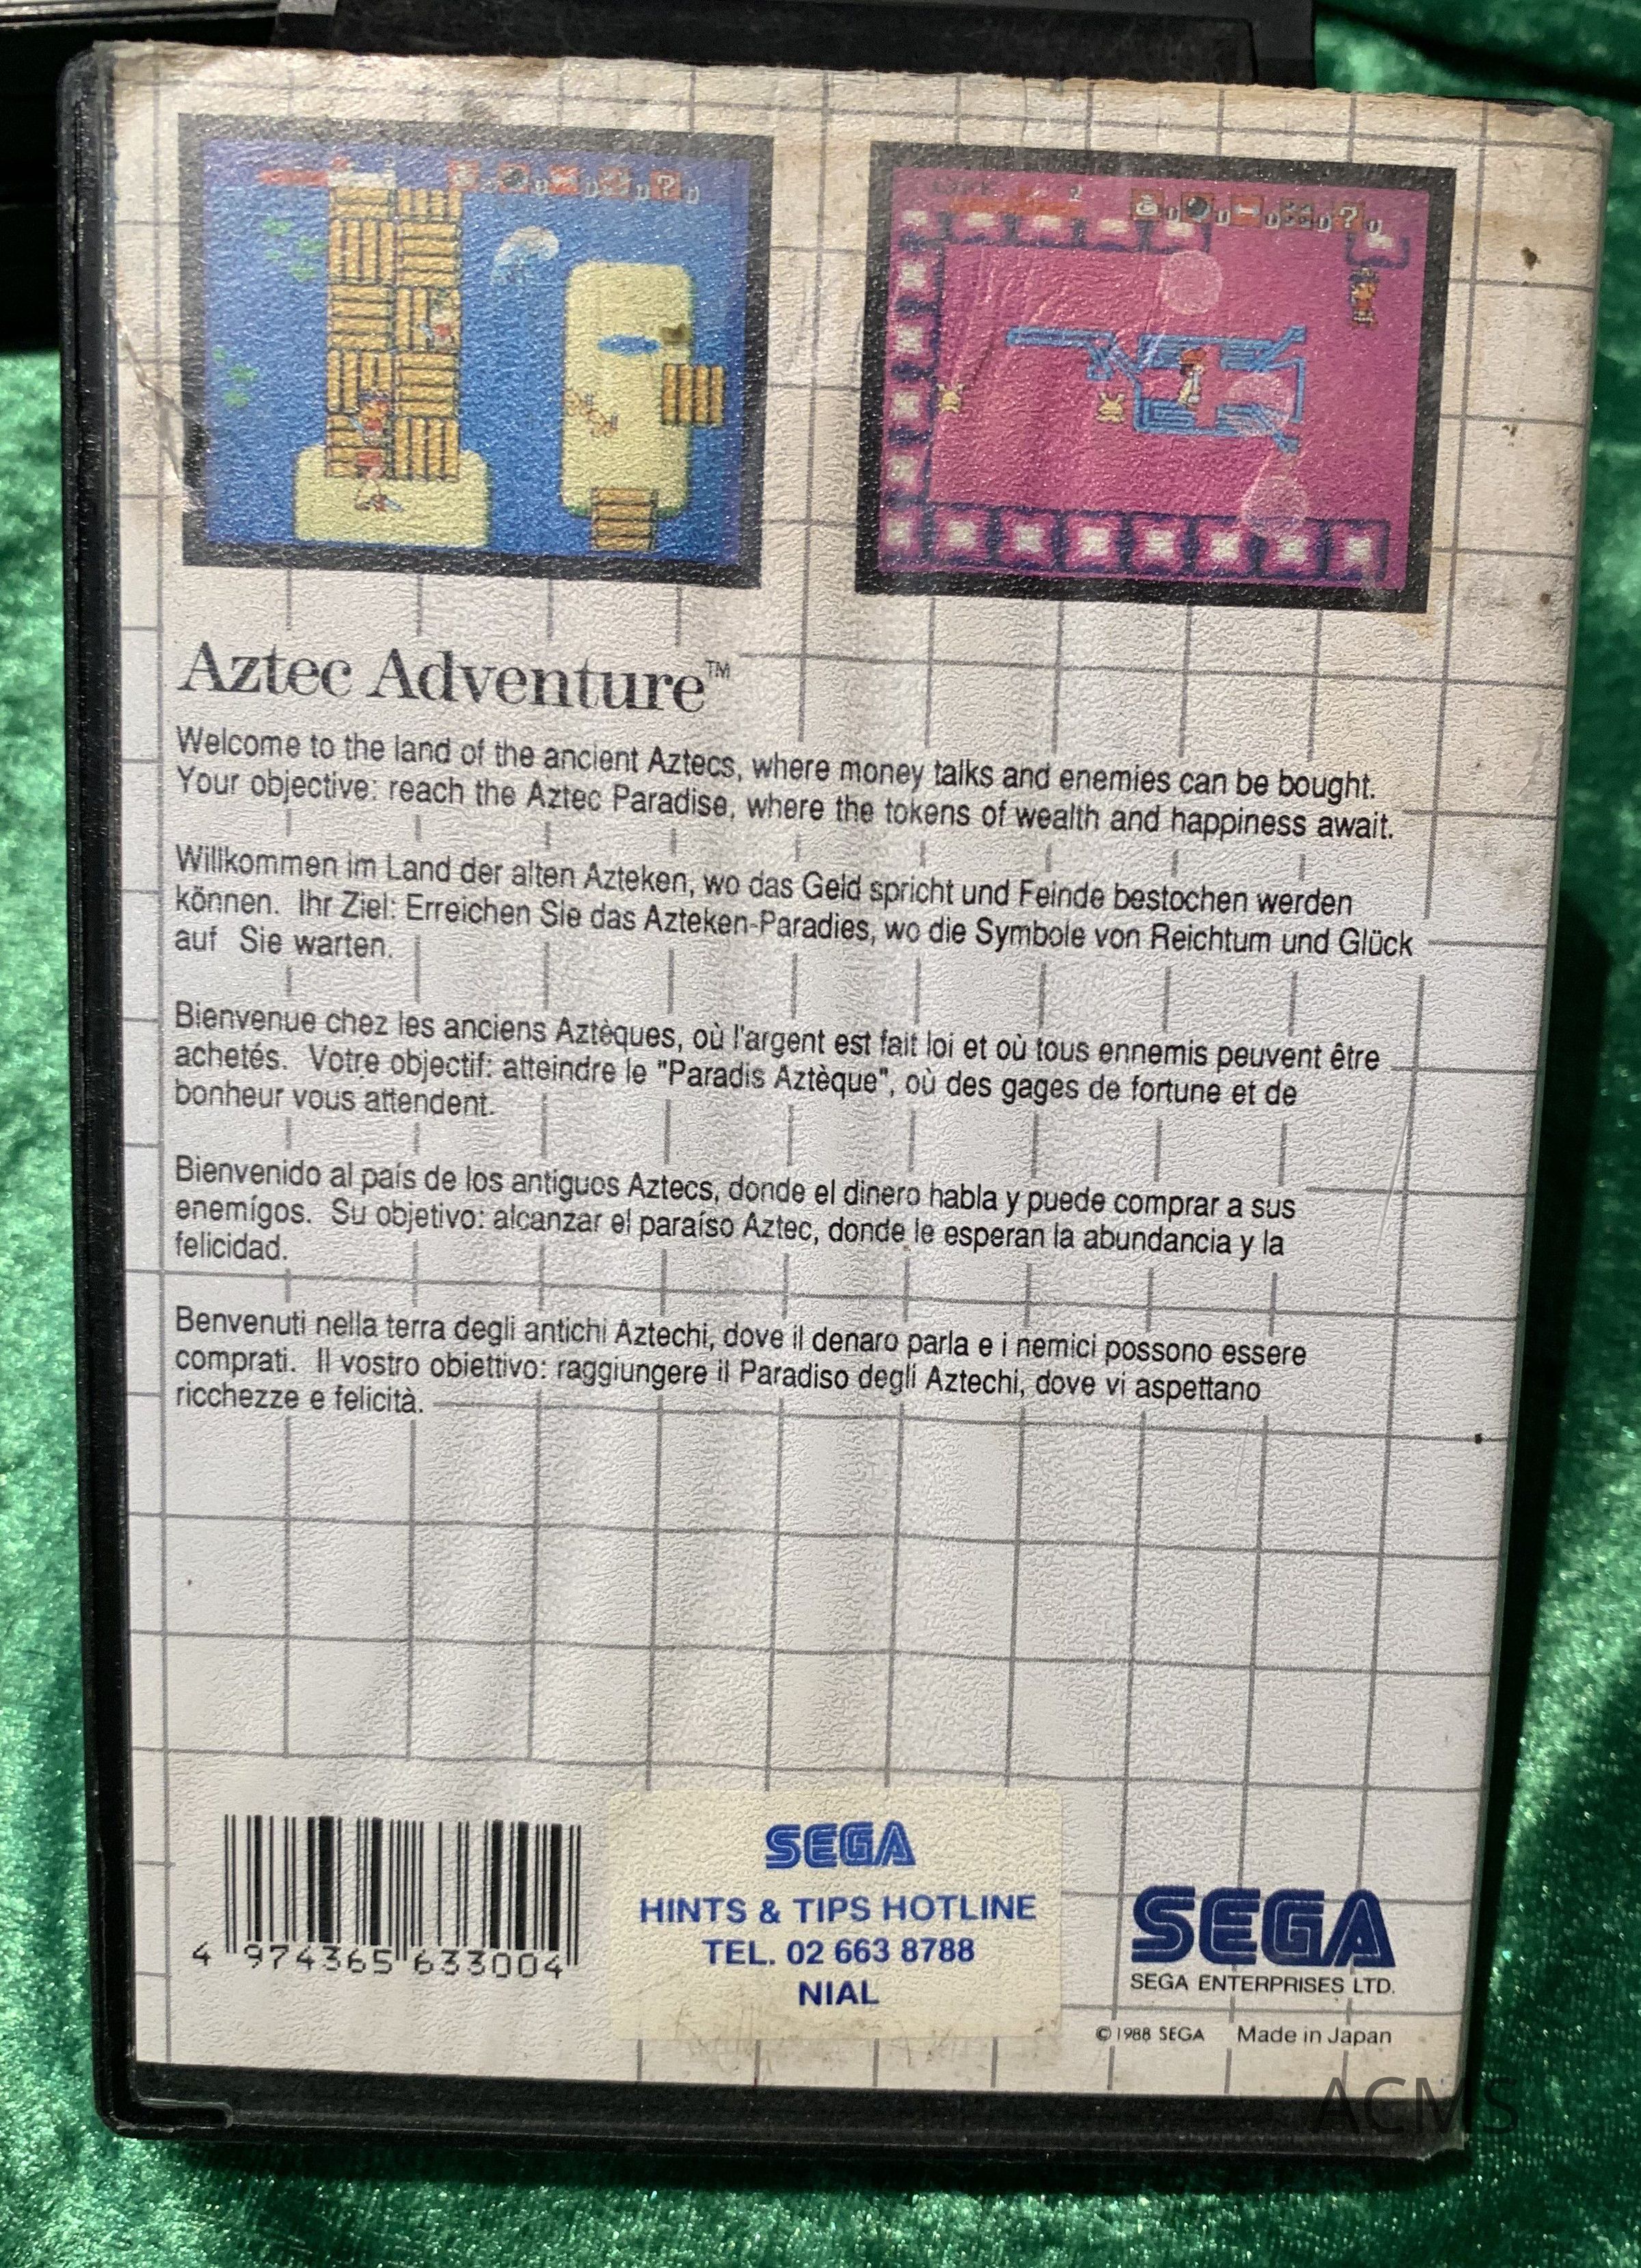 Aztec Adventure™
Welcome to the land of the ancient Aztecs, where money talks and enemies can be bought.
Your objective: reach the Aztec Paradise, where the tokens of wealth and happiness await.
Willkommen im Land der alten Azteken, wo das Geld spricht und Feinde bestochen werden
können. Ihr Ziel: Erreichen Sie das Azteken-Paradies, wo die Symbole von Reichtum und Glück
auf Sie warten.
Bienvenue chez les anciens Aztèques, où l'argent est fait loi et où tous ennemis peuvent être
achetés. Votre objectif: atteindre le "Paradis Aztèque", où des gages de fortune et de
bonheur vous attendent.
Bienvenido al país de los antiguos Aztecs, donde el dinero habla y puede comprar a sus
enemígos. Su objetivo: alcanzar el paraíso Aztec, donde le esperan la abundancia y la
felicidad.
Benvenuti nella terra degli antichi Aztechi, dove il denaro parla e i nemici possono essere
comprati. Il vostro obiettivo: raggiungere il Paradiso degli Aztechi, dove vi aspettano
ricchezze e felicità.
4 974365 633004
SEGA
HINTS & TIPS HOTLINE
TEL. 02 663 8788
NIAL
SEGA
SEGA ENTERPRISES LTD.
©1988 SEGA Made in Japan
ACMS